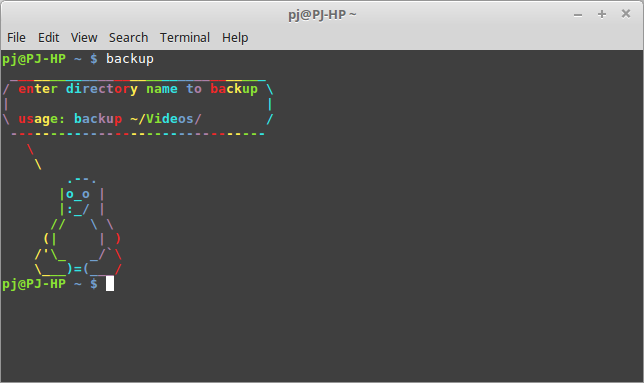 pj@PJ-HP ~
File Edit View Search Terminal Help
pj@PJ-HP ~ $ backup
 ________________________________
/ enter directory name to backup \
|                                |
\ usage: backup ~/Videos/        /
 --------------------------------
   \
    \
        .--.
       |o_o |
       |:_/ |
      //   \ \
     (|     | )
    /'\_   _/`\
    \___)=(___/
pj@PJ-HP ~ $